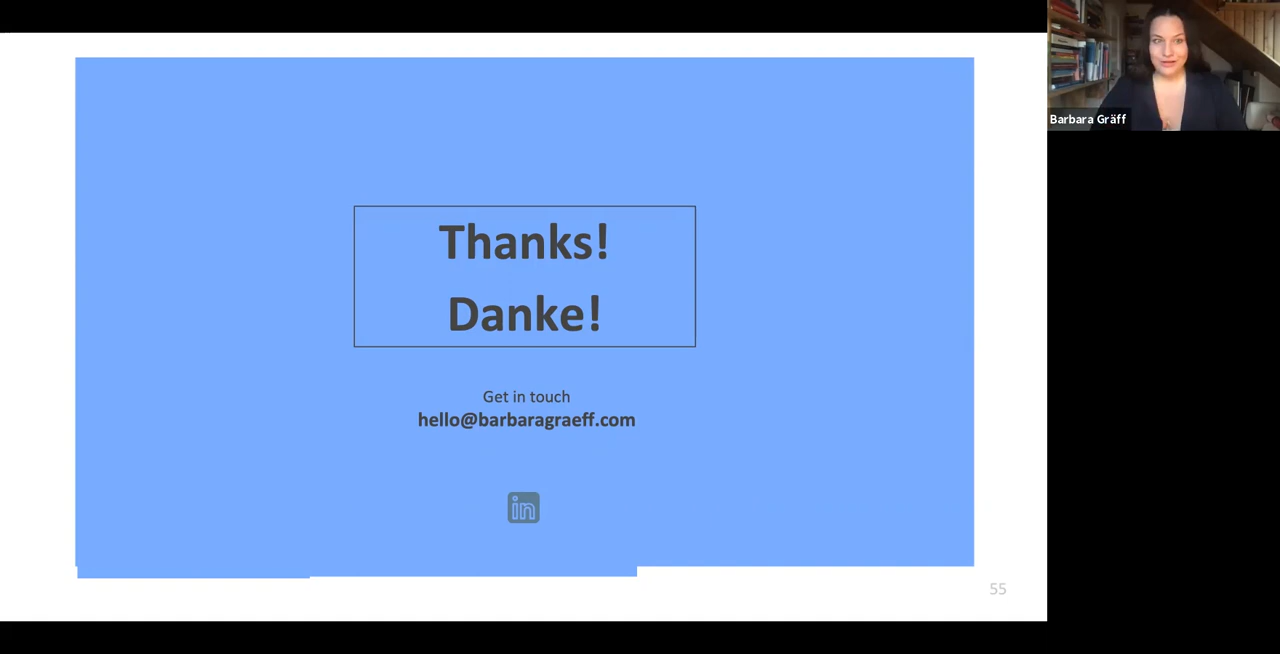 Barbara Gräff
Thanks!
Danke!
Get in touch
hello@barbaragraeff.com
in
55